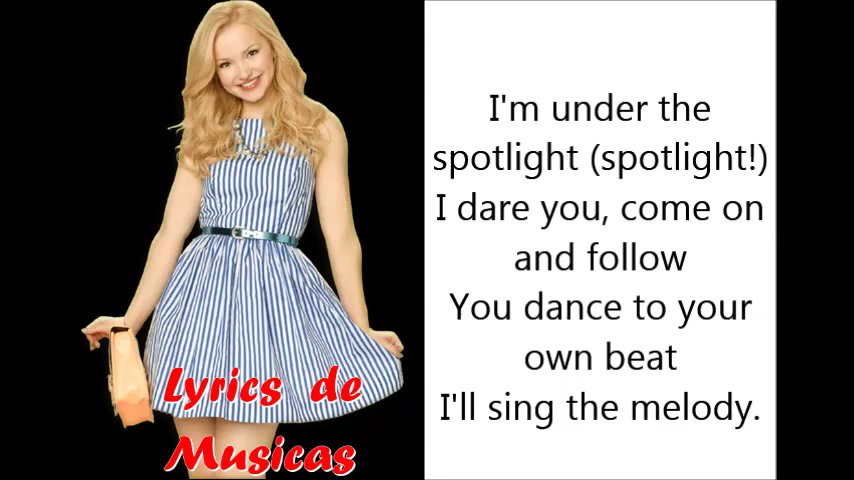 I'm under the
spotlight (spotlight!)
I dare you, come on
and follow
You dance to your
own beat
I'll sing the melody.
Lyrics de
Musicas